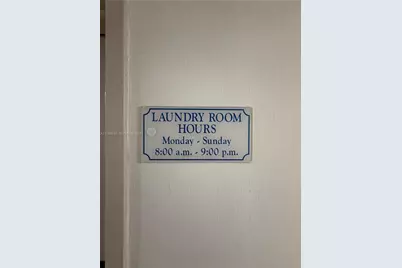 LAUNDRY ROOM
HOURS
Monday - Sunday
8:00 a.m. - 9:00 p.m.